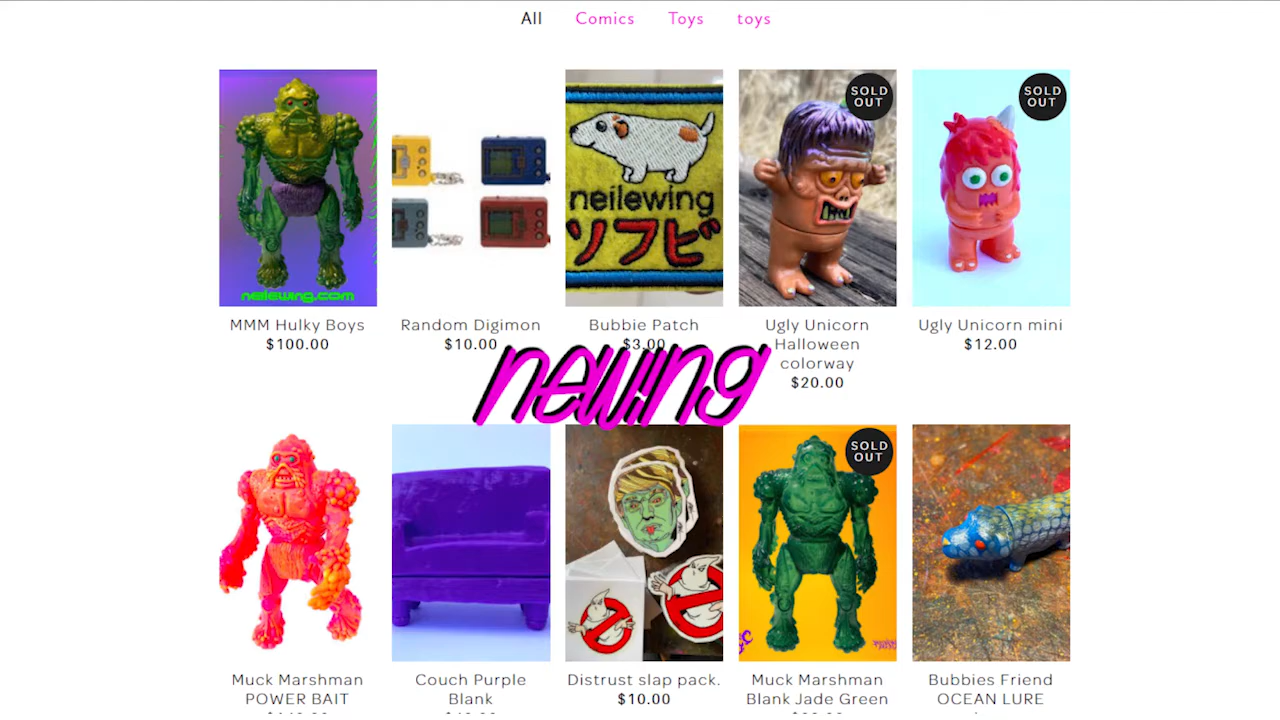 All Comics Toys toys
SOLD OUT
SOLD OUT
neilewing
ソフビ
neilewing.com
MMM Hulky Boys
$100.00
Random Digimon
$10.00
Bubbie Patch
$3.00
Ugly Unicorn
Halloween
colorway
$20.00
Ugly Unicorn mini
$12.00
newing
SOLD OUT
Muck Marshman
POWER BAIT
Couch Purple
Blank
Distrust slap pack.
$10.00
Muck Marshman
Blank Jade Green
Bubbies Friend
OCEAN LURE